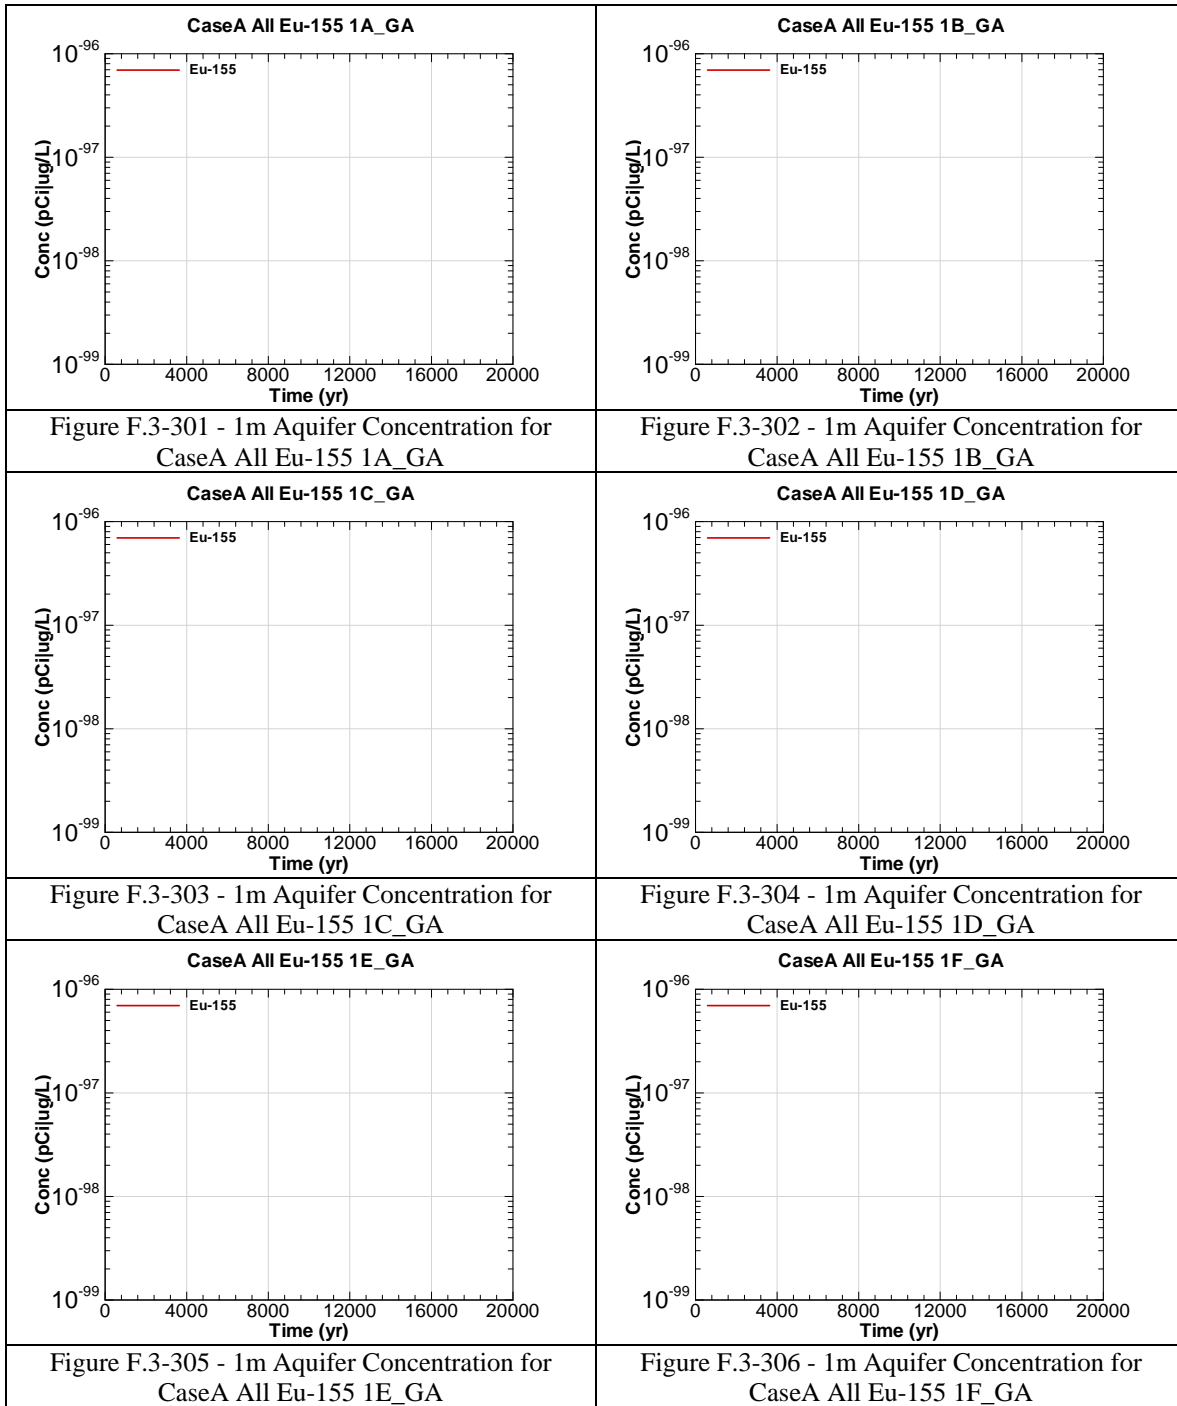 CaseA All Eu-155 1A_GA
Eu-155
Conc (pCi|ug/L)
10^-96
10^-97
10^-98
10^-99
0 4000 8000 12000 16000 20000
Time (yr)
Figure F.3-301 - 1m Aquifer Concentration for
CaseA All Eu-155 1A_GA
CaseA All Eu-155 1B_GA
Eu-155
Conc (pCi|ug/L)
10^-96
10^-97
10^-98
10^-99
0 4000 8000 12000 16000 20000
Time (yr)
Figure F.3-302 - 1m Aquifer Concentration for
CaseA All Eu-155 1B_GA
CaseA All Eu-155 1C_GA
Eu-155
Conc (pCi|ug/L)
10^-96
10^-97
10^-98
10^-99
0 4000 8000 12000 16000 20000
Time (yr)
Figure F.3-303 - 1m Aquifer Concentration for
CaseA All Eu-155 1C_GA
CaseA All Eu-155 1D_GA
Eu-155
Conc (pCi|ug/L)
10^-96
10^-97
10^-98
10^-99
0 4000 8000 12000 16000 20000
Time (yr)
Figure F.3-304 - 1m Aquifer Concentration for
CaseA All Eu-155 1D_GA
CaseA All Eu-155 1E_GA
Eu-155
Conc (pCi|ug/L)
10^-96
10^-97
10^-98
10^-99
0 4000 8000 12000 16000 20000
Time (yr)
Figure F.3-305 - 1m Aquifer Concentration for
CaseA All Eu-155 1E_GA
CaseA All Eu-155 1F_GA
Eu-155
Conc (pCi|ug/L)
10^-96
10^-97
10^-98
10^-99
0 4000 8000 12000 16000 20000
Time (yr)
Figure F.3-306 - 1m Aquifer Concentration for
CaseA All Eu-155 1F_GA